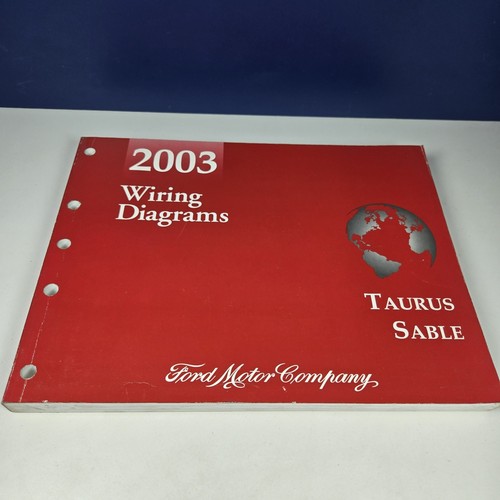 2003
Wiring
Diagrams
TAURUS
SABLE
Ford Motor Company